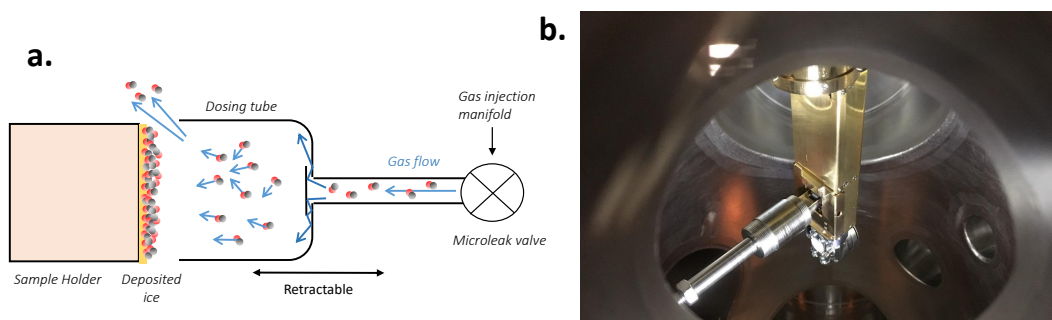 a.
b.
Dosing tube
Gas injection
manifold
Gas flow
Microleak valve
Sample Holder
Deposited
ice
Retractable